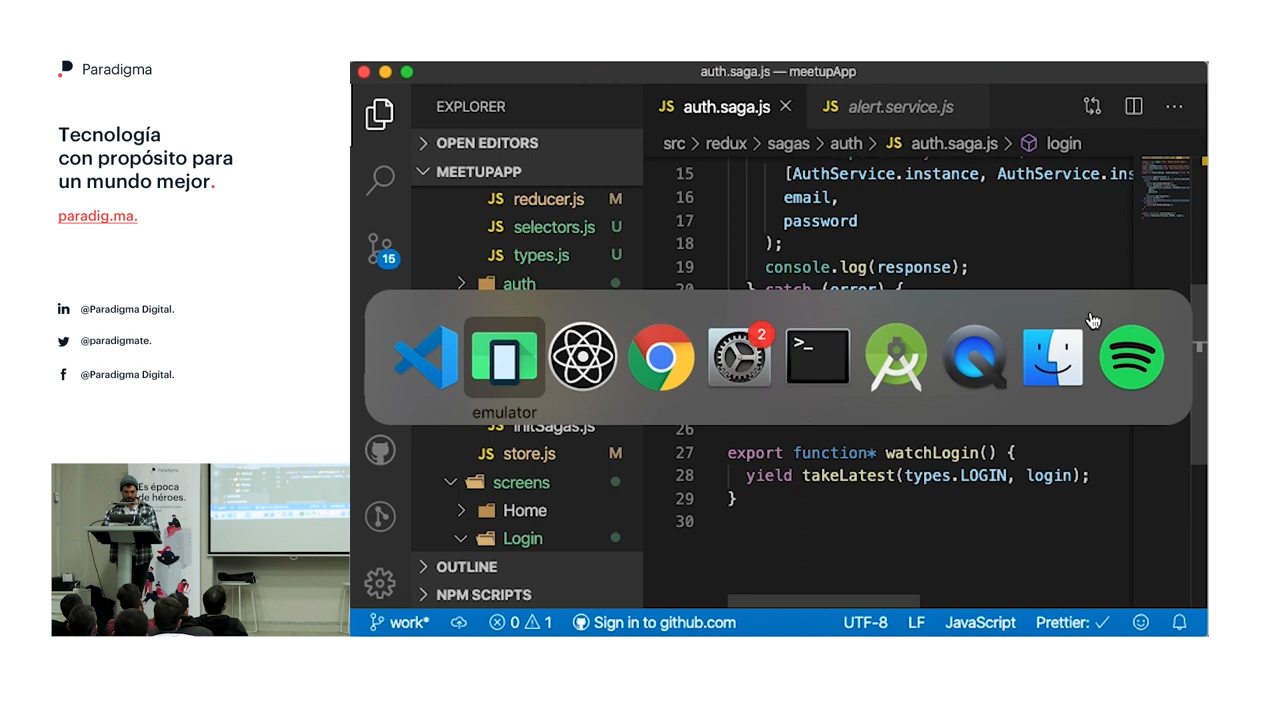 Paradigma
Tecnología
con propósito para
un mundo mejor.
paradig.ma.
@Paradigma Digital.
@paradigmate.
@Paradigma Digital.
Es época
de héroes.
auth.saga.js — meetupApp
EXPLORER
JS auth.saga.js
JS alert.service.js
src > redux > sagas > auth > JS auth.saga.js > login
OPEN EDITORS
MEETUPAPP
JS reducer.js M
JS selectors.js U
JS types.js U
auth
15
initSagas.js
JS store.js M
screens
Home
Login
OUTLINE
NPM SCRIPTS
15 [AuthService.instance, AuthService.ins
16 email,
17 password
18 );
19 console.log(response);
20 } catch (error) {
2
emulator
26
27 export function* watchLogin() {
28 yield takeLatest(types.LOGIN, login);
29 }
30
work* 0 1 Sign in to github.com UTF-8 LF JavaScript Prettier: ✓